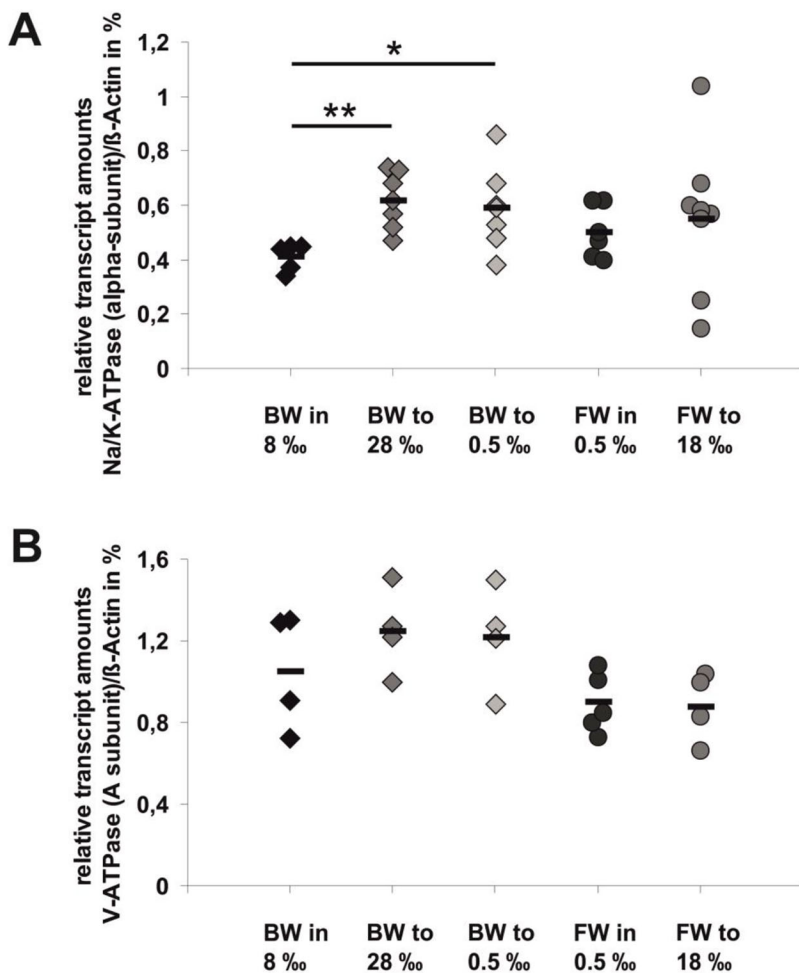 A
relative transcript amounts
Na/K-ATPase (alpha-subunit)/ß-Actin in %
1,2
1
0,8
0,6
0,4
0,2
0
*
**
BW in
8 ‰
BW to
28 ‰
BW to
0.5 ‰
FW in
0.5 ‰
FW to
18 ‰
B
relative transcript amounts
V-ATPase (A subunit)/ß-Actin in %
1,6
1,2
0,8
0,4
0
BW in
8 ‰
BW to
28 ‰
BW to
0.5 ‰
FW in
0.5 ‰
FW to
18 ‰